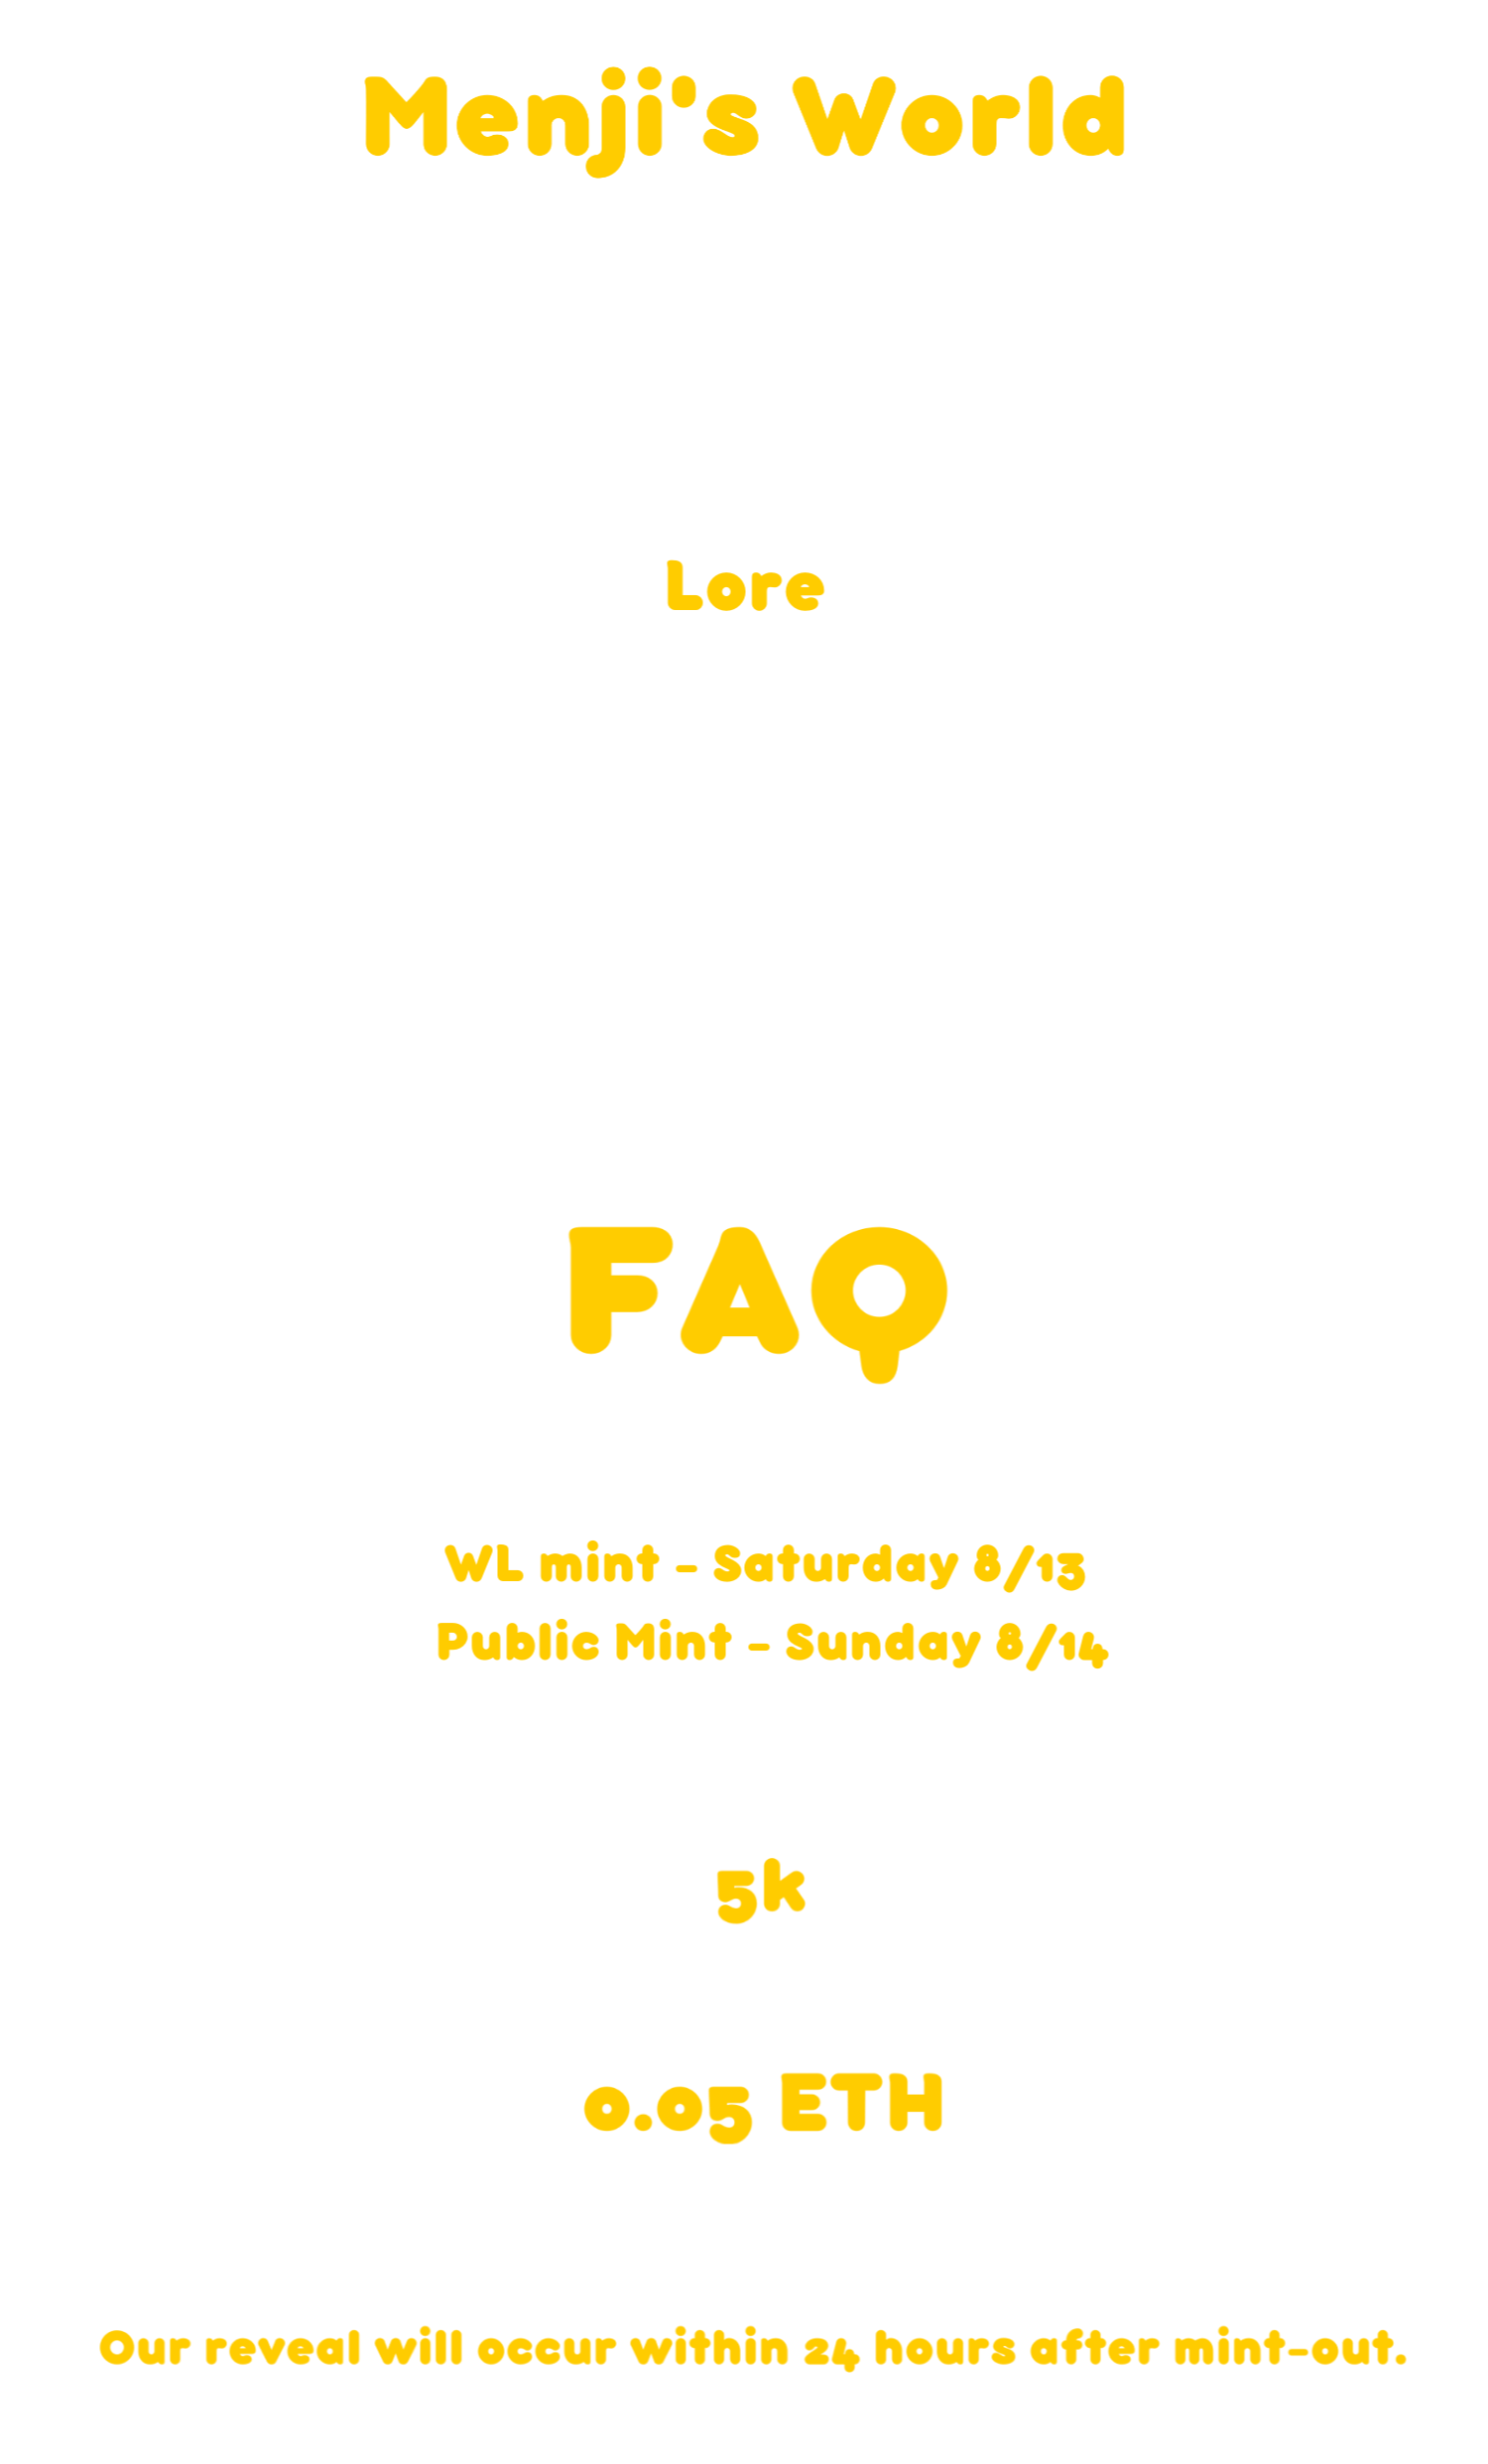 Menji's World
Lore
FAQ
WL mint - Saturday 8/13
Public Mint - Sunday 8/14
5k
0.05 ETH
Our reveal will occur within 24 hours after mint-out.